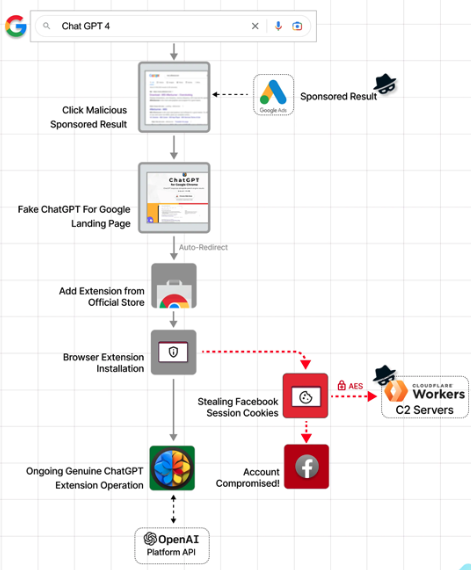 Chat GPT 4
Click Malicious
Sponsored Result
Google Ads
Sponsored Result
ChatGPT
for Google Chrome
Fake ChatGPT For Google
Landing Page
Auto-Redirect
Add Extension from
Official Store
Browser Extension
Installation
Stealing Facebook
Session Cookies
AES
CLOUDFLARE
Workers
C2 Servers
Ongoing Genuine ChatGPT
Extension Operation
Account
Compromised!
OpenAI
Platform API